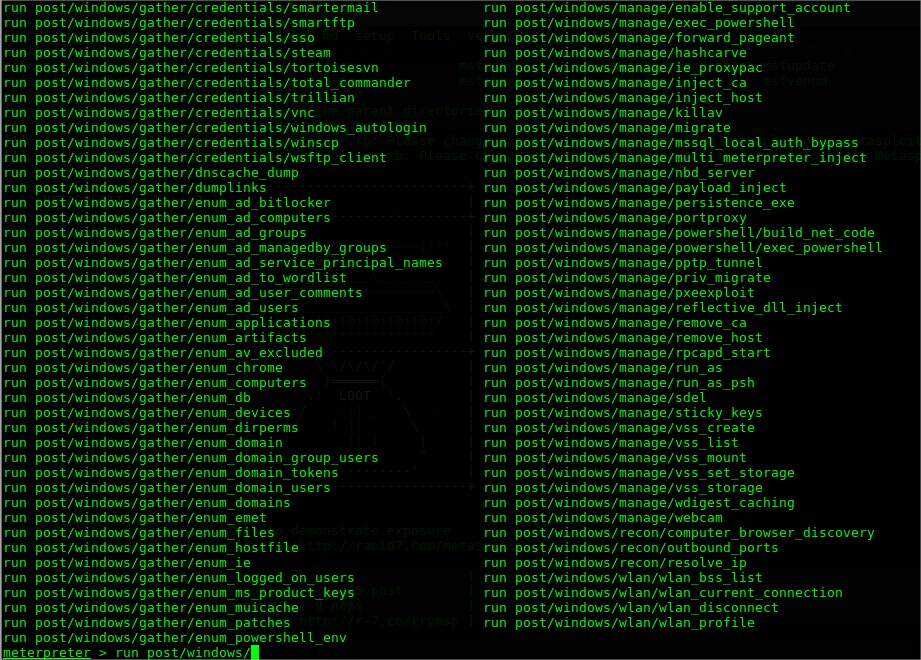 run post/windows/gather/credentials/smartermail run post/windows/manage/enable_support_account
run post/windows/gather/credentials/smartftp run post/windows/manage/exec_powershell
run post/windows/gather/credentials/sso run post/windows/manage/forward_pageant
run post/windows/gather/credentials/steam run post/windows/manage/hashcarve
run post/windows/gather/credentials/tortoisesvn run post/windows/manage/ie_proxypac
run post/windows/gather/credentials/total_commander run post/windows/manage/inject_ca
run post/windows/gather/credentials/trillian run post/windows/manage/inject_host
run post/windows/gather/credentials/vnc run post/windows/manage/killav
run post/windows/gather/credentials/windows_autologin run post/windows/manage/migrate
run post/windows/gather/credentials/winscp run post/windows/manage/mssql_local_auth_bypass
run post/windows/gather/credentials/wsftp_client run post/windows/manage/multi_meterpreter_inject
run post/windows/gather/dnscache_dump run post/windows/manage/nbd_server
run post/windows/gather/dumplinks run post/windows/manage/payload_inject
run post/windows/gather/enum_ad_bitlocker run post/windows/manage/persistence_exe
run post/windows/gather/enum_ad_computers run post/windows/manage/portproxy
run post/windows/gather/enum_ad_groups run post/windows/manage/powershell/build_net_code
run post/windows/gather/enum_ad_managedby_groups run post/windows/manage/powershell/exec_powershell
run post/windows/gather/enum_ad_service_principal_names run post/windows/manage/pptp_tunnel
run post/windows/gather/enum_ad_to_wordlist run post/windows/manage/priv_migrate
run post/windows/gather/enum_ad_user_comments run post/windows/manage/pxeexploit
run post/windows/gather/enum_ad_users run post/windows/manage/reflective_dll_inject
run post/windows/gather/enum_applications run post/windows/manage/remove_ca
run post/windows/gather/enum_artifacts run post/windows/manage/remove_host
run post/windows/gather/enum_av_excluded run post/windows/manage/rpcapd_start
run post/windows/gather/enum_chrome run post/windows/manage/run_as
run post/windows/gather/enum_computers run post/windows/manage/run_as_psh
run post/windows/gather/enum_db run post/windows/manage/sdel
run post/windows/gather/enum_devices run post/windows/manage/sticky_keys
run post/windows/gather/enum_dirperms run post/windows/manage/vss_create
run post/windows/gather/enum_domain run post/windows/manage/vss_list
run post/windows/gather/enum_domain_group_users run post/windows/manage/vss_mount
run post/windows/gather/enum_domain_tokens run post/windows/manage/vss_set_storage
run post/windows/gather/enum_domain_users run post/windows/manage/vss_storage
run post/windows/gather/enum_domains run post/windows/manage/wdigest_caching
run post/windows/gather/enum_emet run post/windows/manage/webcam
run post/windows/gather/enum_files run post/windows/recon/computer_browser_discovery
run post/windows/gather/enum_hostfile run post/windows/recon/outbound_ports
run post/windows/gather/enum_ie run post/windows/recon/resolve_ip
run post/windows/gather/enum_logged_on_users run post/windows/wlan/wlan_bss_list
run post/windows/gather/enum_ms_product_keys run post/windows/wlan/wlan_current_connection
run post/windows/gather/enum_muicache run post/windows/wlan/wlan_disconnect
run post/windows/gather/enum_patches run post/windows/wlan/wlan_profile
run post/windows/gather/enum_powershell_env
meterpreter > run post/windows/